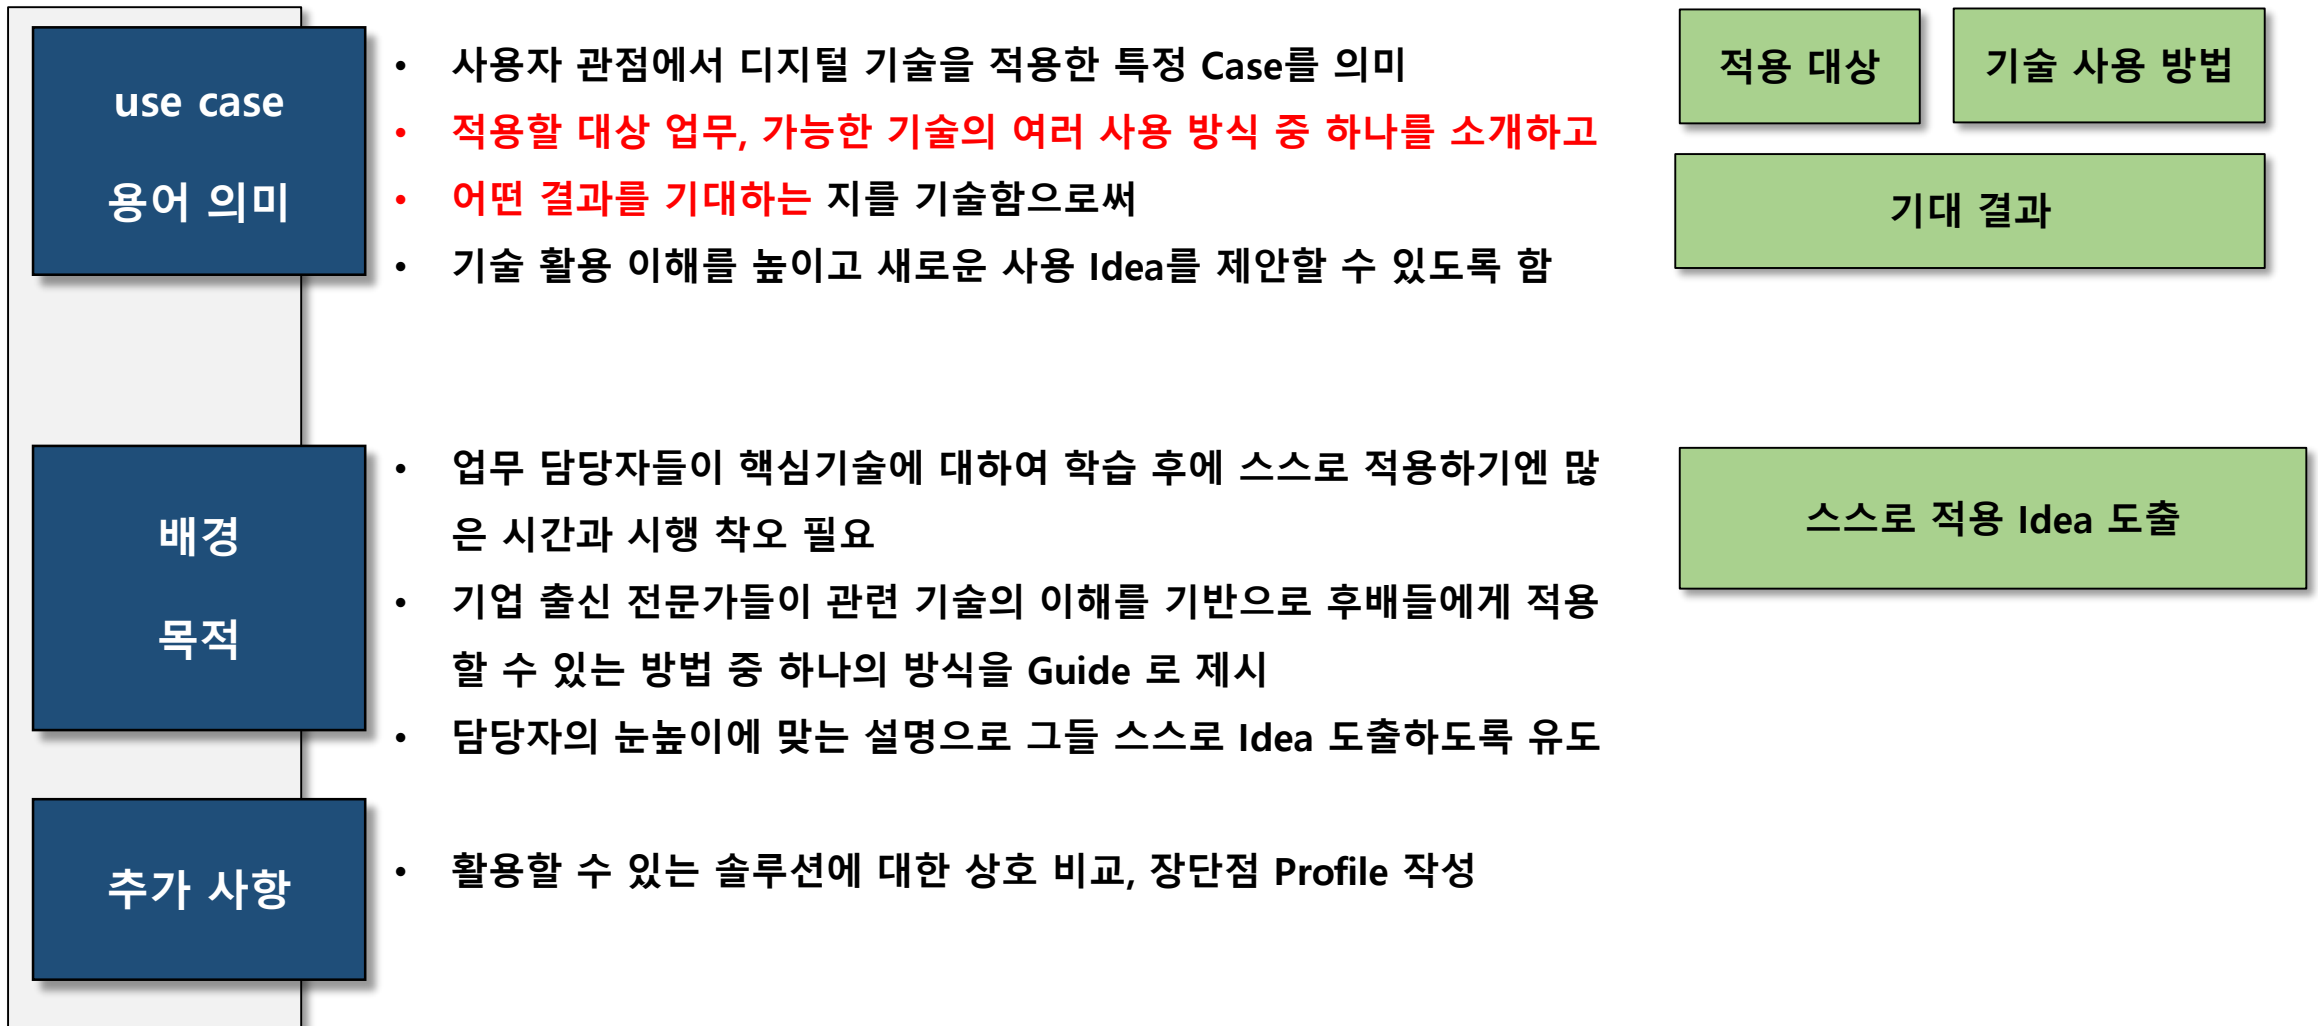 use case
용어 의미
• 사용자 관점에서 디지털 기술을 적용한 특정 Case를 의미
• 적용할 대상 업무, 가능한 기술의 여러 사용 방식 중 하나를 소개하고
• 어떤 결과를 기대하는 지를 기술함으로써
• 기술 활용 이해를 높이고 새로운 사용 Idea를 제안할 수 있도록 함
적용 대상
기술 사용 방법
기대 결과
배경
목적
• 업무 담당자들이 핵심기술에 대하여 학습 후에 스스로 적용하기엔 많
은 시간과 시행 착오 필요
• 기업 출신 전문가들이 관련 기술의 이해를 기반으로 후배들에게 적용
할 수 있는 방법 중 하나의 방식을 Guide 로 제시
• 담당자의 눈높이에 맞는 설명으로 그들 스스로 Idea 도출하도록 유도
스스로 적용 Idea 도출
추가 사항
• 활용할 수 있는 솔루션에 대한 상호 비교, 장단점 Profile 작성